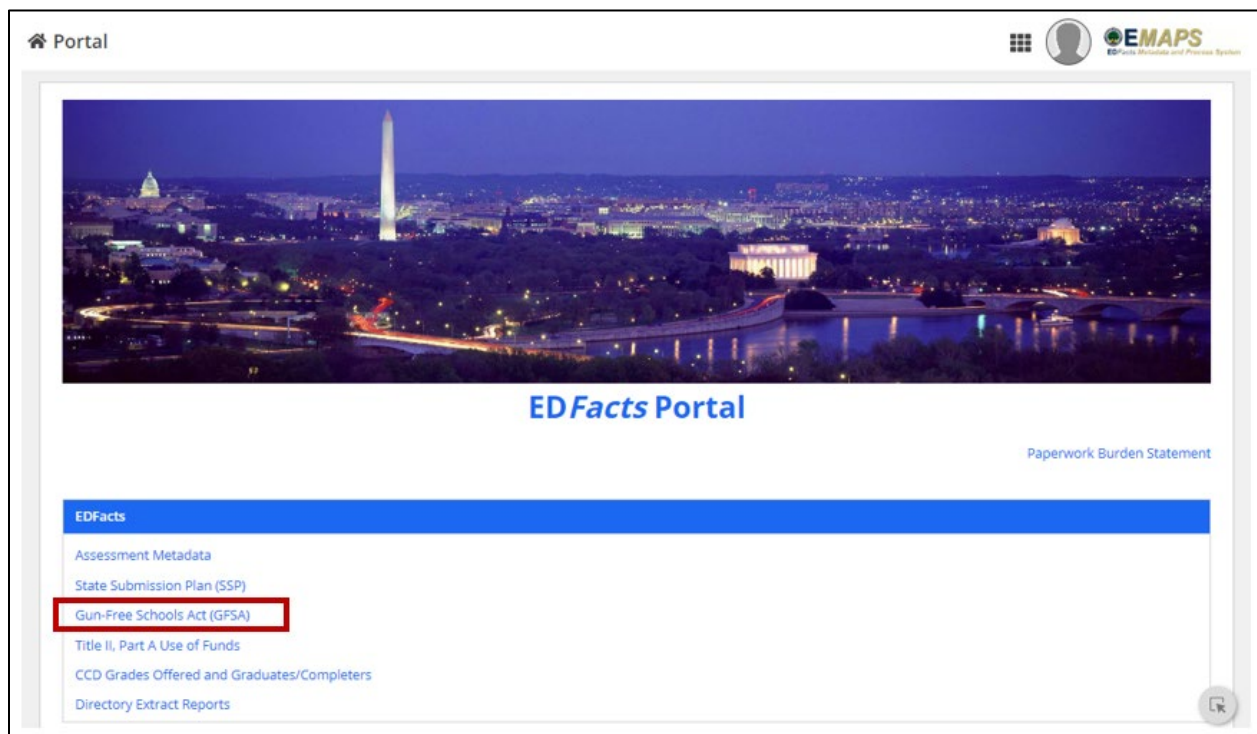 Portal
EMAPS
EDFacts Metadata and Process System
EDFacts Portal
Paperwork Burden Statement
EDFacts
Assessment Metadata
State Submission Plan (SSP)
Gun-Free Schools Act (GFSA)
Title II, Part A Use of Funds
CCD Grades Offered and Graduates/Completers
Directory Extract Reports